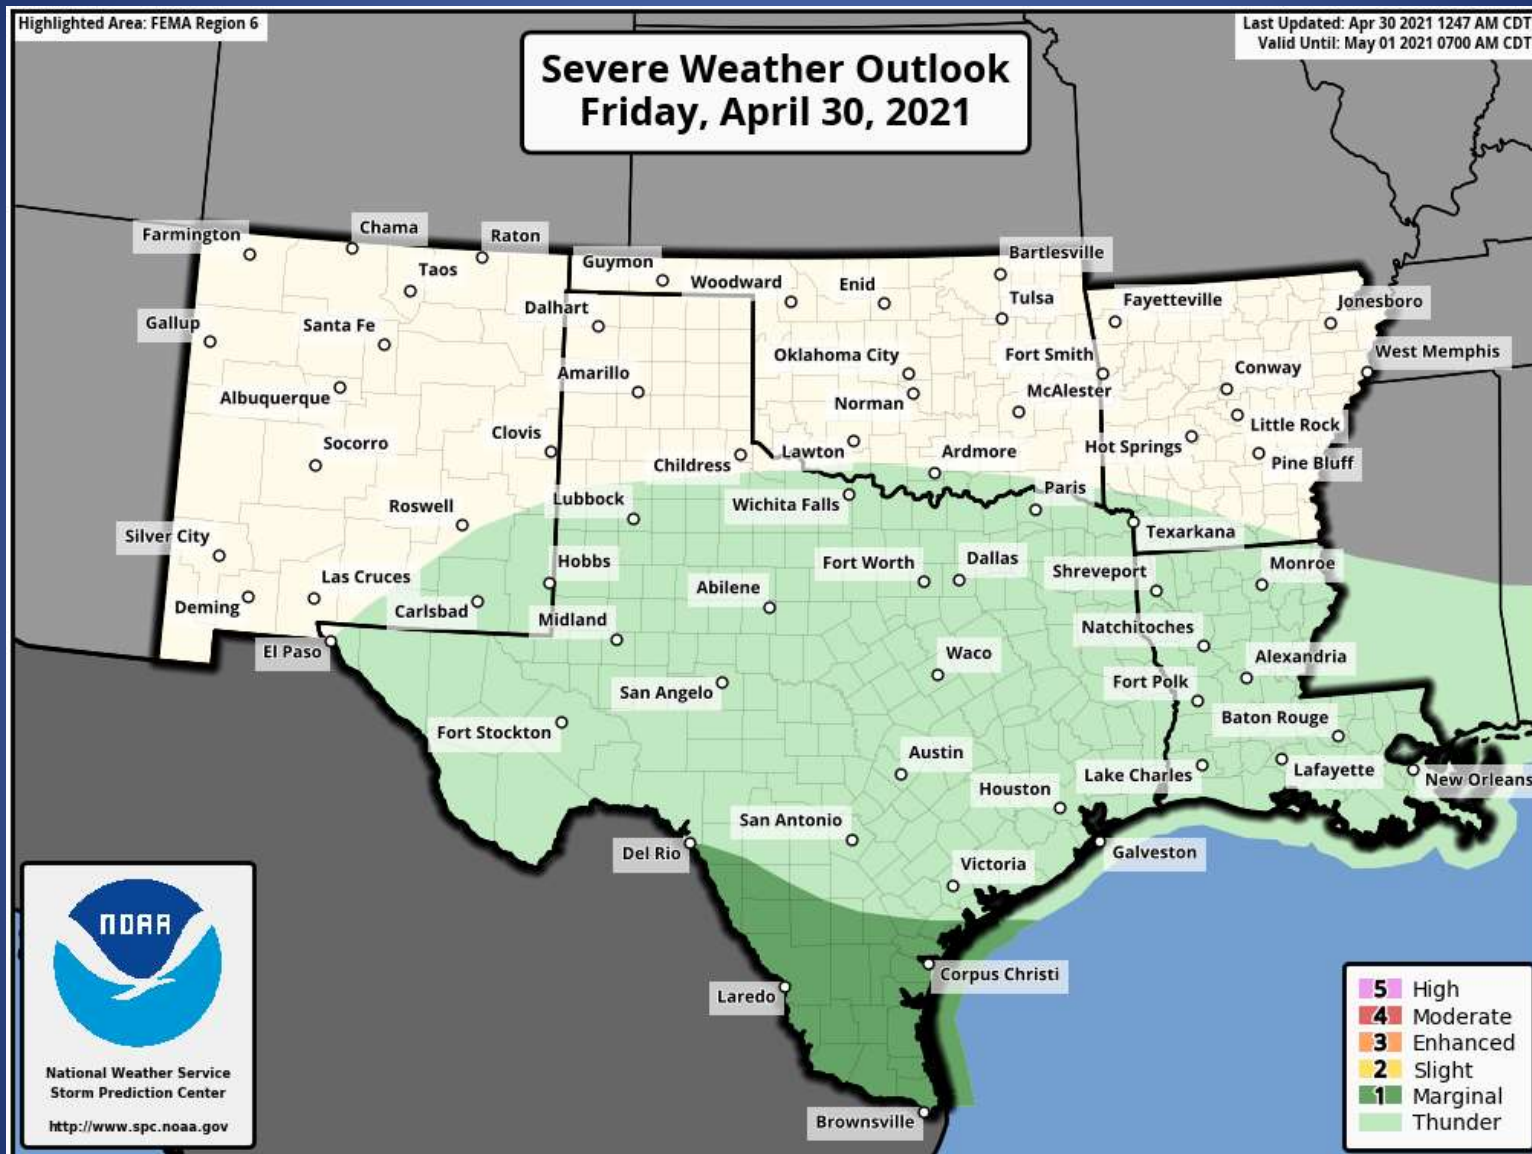 Highlighted Area: FEMA Region 6
Last Updated: Apr 30 2021 1247 AM CDT
Valid Until: May 01 2021 0700 AM CDT
Severe Weather Outlook
Friday, April 30, 2021
Farmington
Chama
Raton
Taos
Guymon
Woodward
Enid
Bartlesville
Tulsa
Fayetteville
Jonesboro
Gallup
Santa Fe
Dalhart
Oklahoma City
Fort Smith
Conway
West Memphis
Albuquerque
Amarillo
Norman
McAlester
Little Rock
Socorro
Clovis
Childress
Lawton
Ardmore
Hot Springs
Pine Bluff
Roswell
Lubbock
Wichita Falls
Paris
Texarkana
Silver City
Las Cruces
Hobbs
Fort Worth
Dallas
Shreveport
Monroe
Deming
Carlsbad
Midland
Abilene
Natchitoches
El Paso
San Angelo
Waco
Fort Polk
Alexandria
Fort Stockton
Austin
Baton Rouge
Houston
Lake Charles
Lafayette
New Orleans
San Antonio
Del Rio
Victoria
Galveston
Laredo
Corpus Christi
Brownsville
NOAA
National Weather Service
Storm Prediction Center
http://www.spc.noaa.gov
5 High
4 Moderate
3 Enhanced
2 Slight
1 Marginal
Thunder